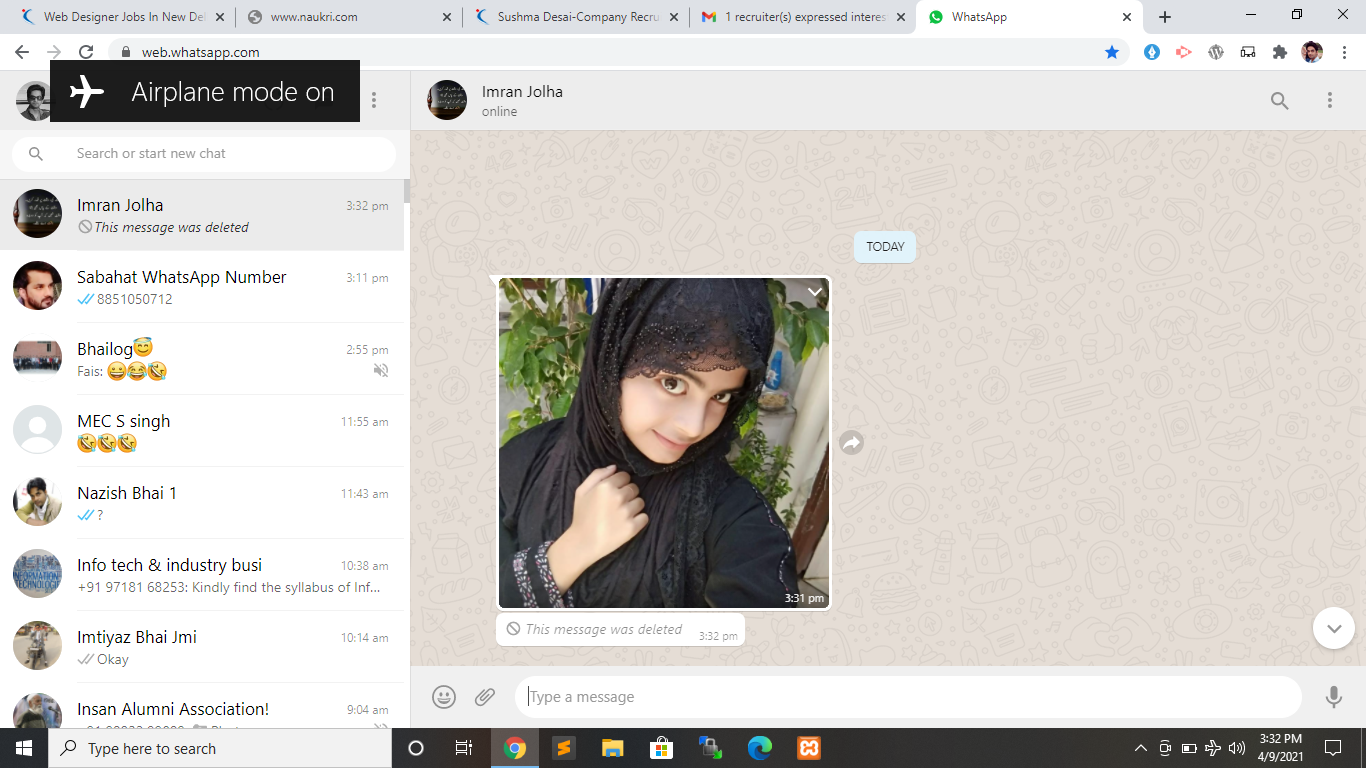 Web Designer Jobs In New Del
www.naukri.com
Sushma Desai-Company Recru
1 recruiter(s) expressed interes
WhatsApp
web.whatsapp.com
Airplane mode on
Search or start new chat
Imran Jolha
3:32 pm
This message was deleted
Sabahat WhatsApp Number
3:11 pm
8851050712
Bhailog😇
2:55 pm
Fais: 😀😂🤣
MEC S singh
11:55 am
🤣🤣🤣
Nazish Bhai 1
11:43 am
?
Info tech & industry busi
10:38 am
+91 97181 68253: Kindly find the syllabus of Inf...
Imtiyaz Bhai Jmi
10:14 am
Okay
Insan Alumni Association!
9:04 am
Imran Jolha
online
TODAY
3:31 pm
This message was deleted
3:32 pm
Type a message
Type here to search
3:32 PM
4/9/2021